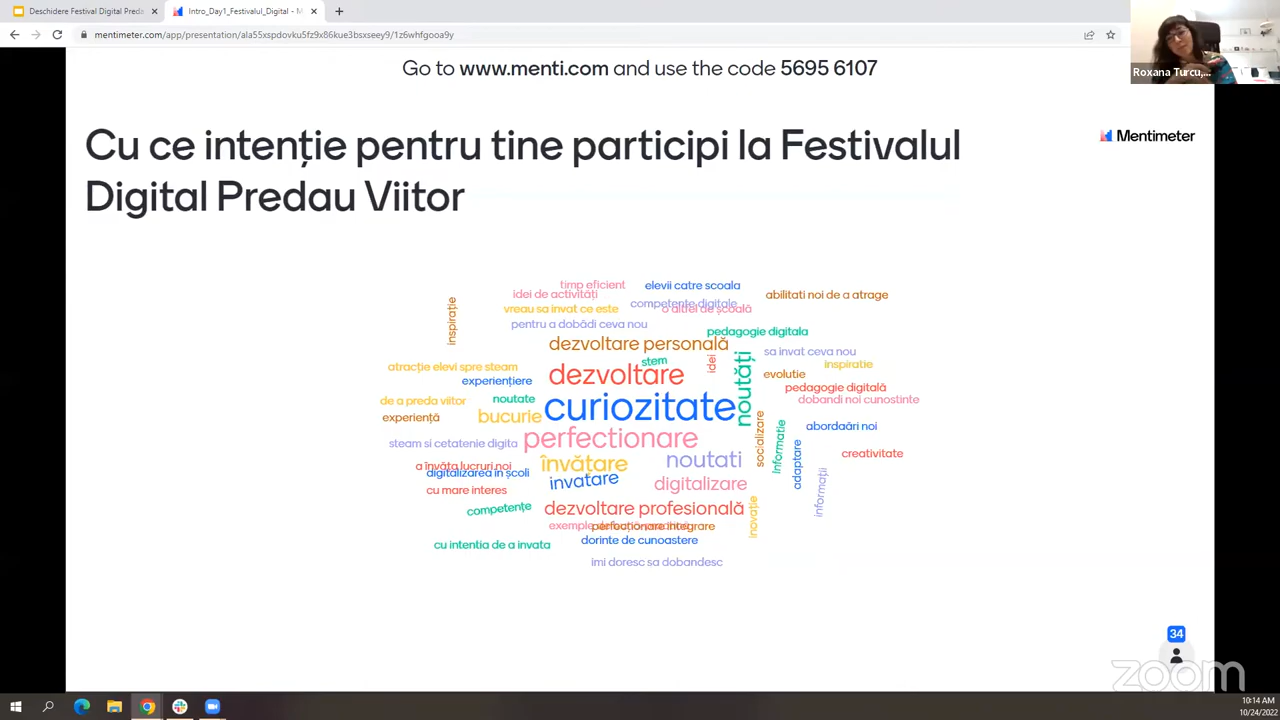 Deschidere Festival Digital Preda
Intro_Day1_Festivalul_Digital - M
mentimeter.com/app/presentation/ala55xspdovku5fz9x86kue3bsxseey9/1z6whfgooa9y
Roxana Turcu,...
Go to www.menti.com and use the code 5695 6107
Mentimeter
Cu ce intenție pentru tine participi la Festivalul
Digital Predau Viitor
timp eficient
elevii catre scoala
idei de activități
abilitati noi de a atrage
inspirație
vreau sa invat ce este
competente digitale
o altfel de școală
pentru a dobădi ceva nou
pedagogie digitala
dezvoltare personală
sa invat ceva nou
stem
idei
noutăți
inspiratie
atracție elevi spre steam
dezvoltare
evolutie
experiențiere
pedagogie digitală
de a preda viitor
noutate
curiozitate
dobandi noi cunostinte
experiență
bucurie
socializare
Informatie
abordaări noi
steam si cetatenie digita
perfectionare
adaptare
creativitate
a învăța lucruri noi
învățare
noutati
digitalizarea in școli
invatare
digitalizare
informații
cu mare interes
competențe
dezvoltare profesională
inovație
perfecționare integrare
cu intentia de a invata
dorinte de cunoastere
imi doresc sa dobandesc
34
zoom
10:14 AM
10/24/2022